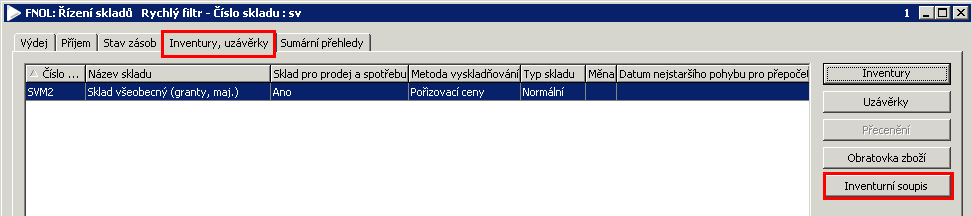 FNOL: Řízení skladů Rychlý filtr - Číslo skladu : sv 1
Výdej Příjem Stav zásob Inventury, uzávěrky Sumární přehledy
Číslo ... Název skladu Sklad pro prodej a spotřebu Metoda vyskladňování Typ skladu Měna Datum nejstaršího pohybu pro přepočet
SVM2 Sklad všeobecný (granty, maj.) Ano Pořizovací ceny Normální
Inventury
Uzávěrky
Přecenění
Obratovka zboží
Inventurní soupis